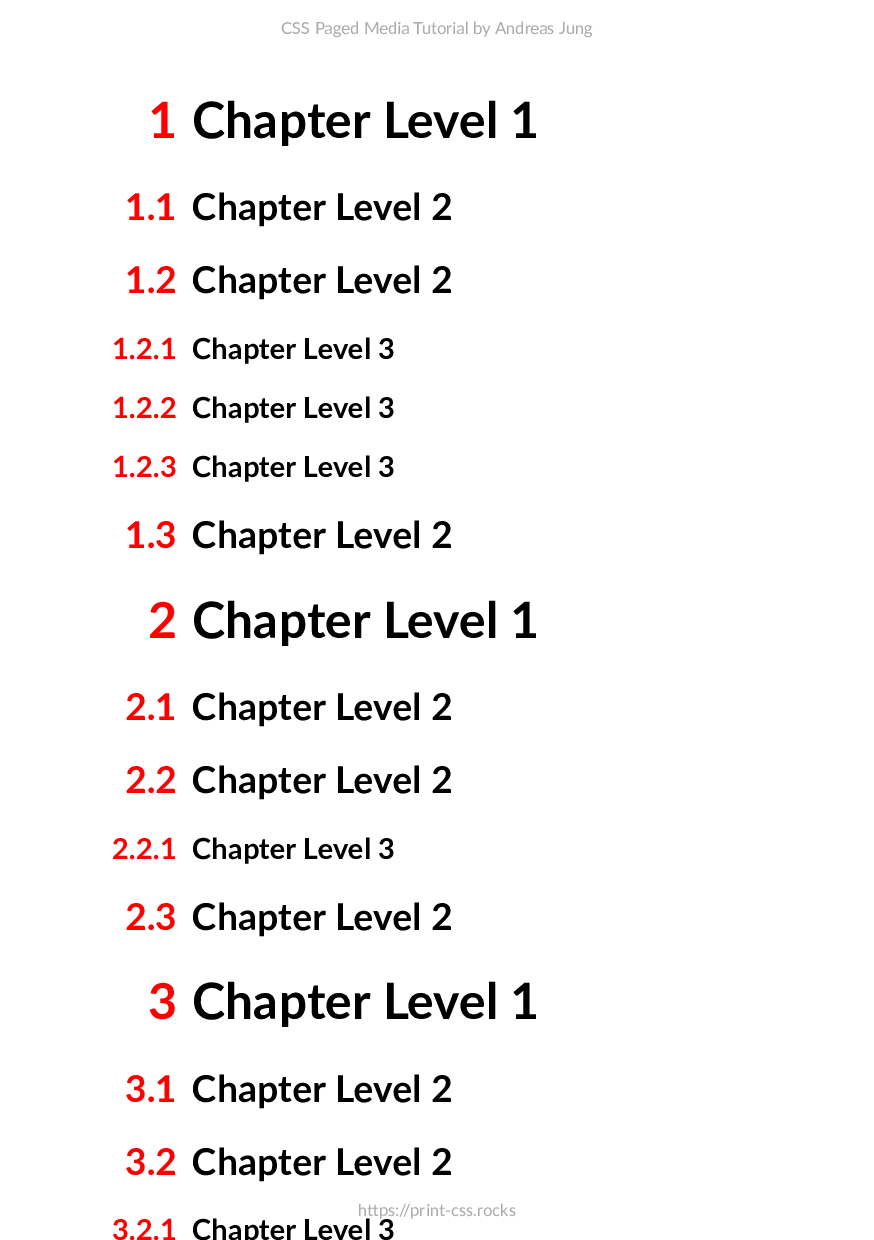 CSS Paged Media Tutorial by Andreas Jung
1 Chapter Level 1
1.1 Chapter Level 2
1.2 Chapter Level 2
1.2.1 Chapter Level 3
1.2.2 Chapter Level 3
1.2.3 Chapter Level 3
1.3 Chapter Level 2
2 Chapter Level 1
2.1 Chapter Level 2
2.2 Chapter Level 2
2.2.1 Chapter Level 3
2.3 Chapter Level 2
3 Chapter Level 1
3.1 Chapter Level 2
3.2 Chapter Level 2
https://print-css.rocks
3.2.1 Chapter Level 3